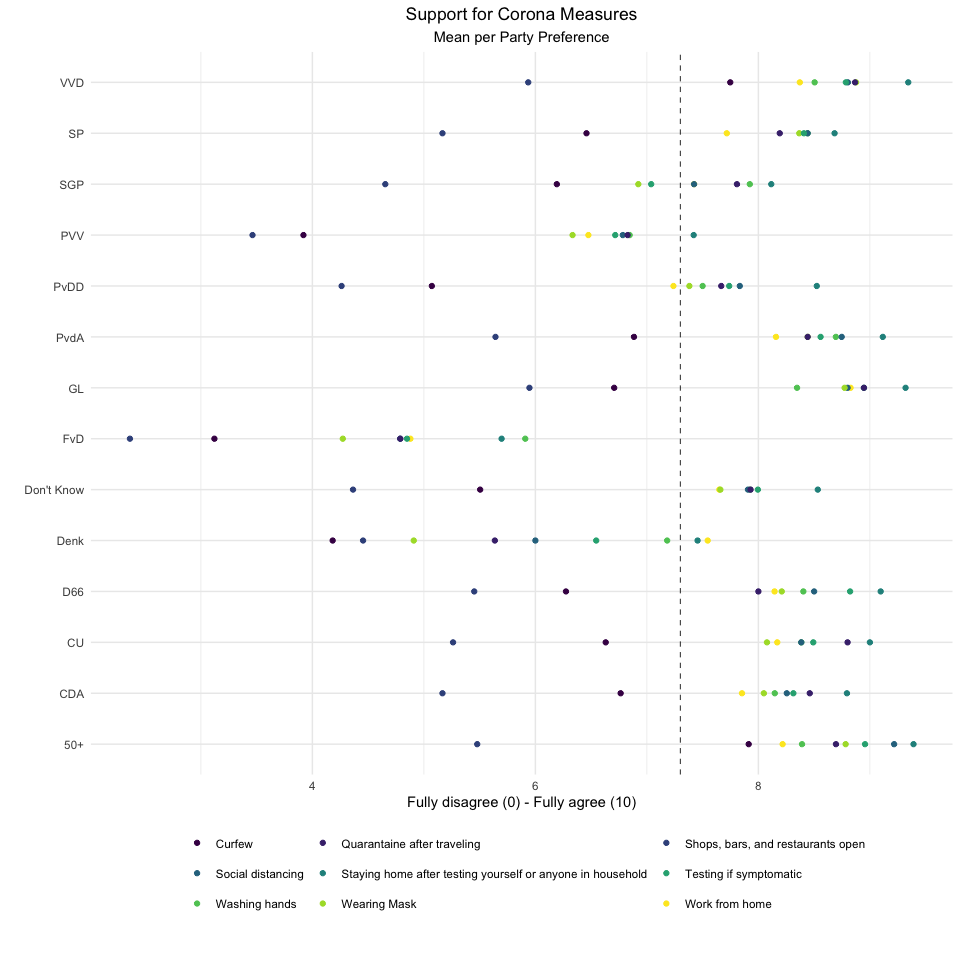 Support for Corona Measures
Mean per Party Preference
VVD
SP
SGP
PVV
PvDD
PvdA
GL
FvD
Don't Know
Denk
D66
CU
CDA
50+
4 6 8
Fully disagree (0) - Fully agree (10)
Curfew Quarantaine after traveling Shops, bars, and restaurants open
Social distancing Staying home after testing yourself or anyone in household Testing if symptomatic
Washing hands Wearing Mask Work from home